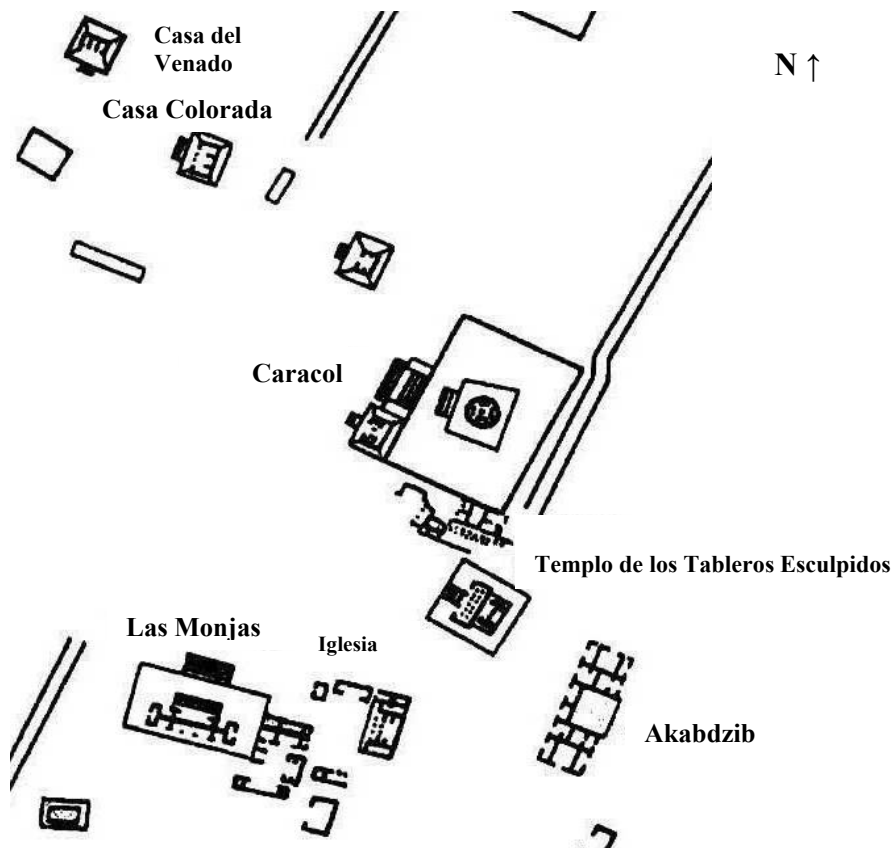 Casa del
Venado
N ↑
Casa Colorada
Caracol
Templo de los Tableros Esculpidos
Las Monjas
Iglesia
Akabdzib